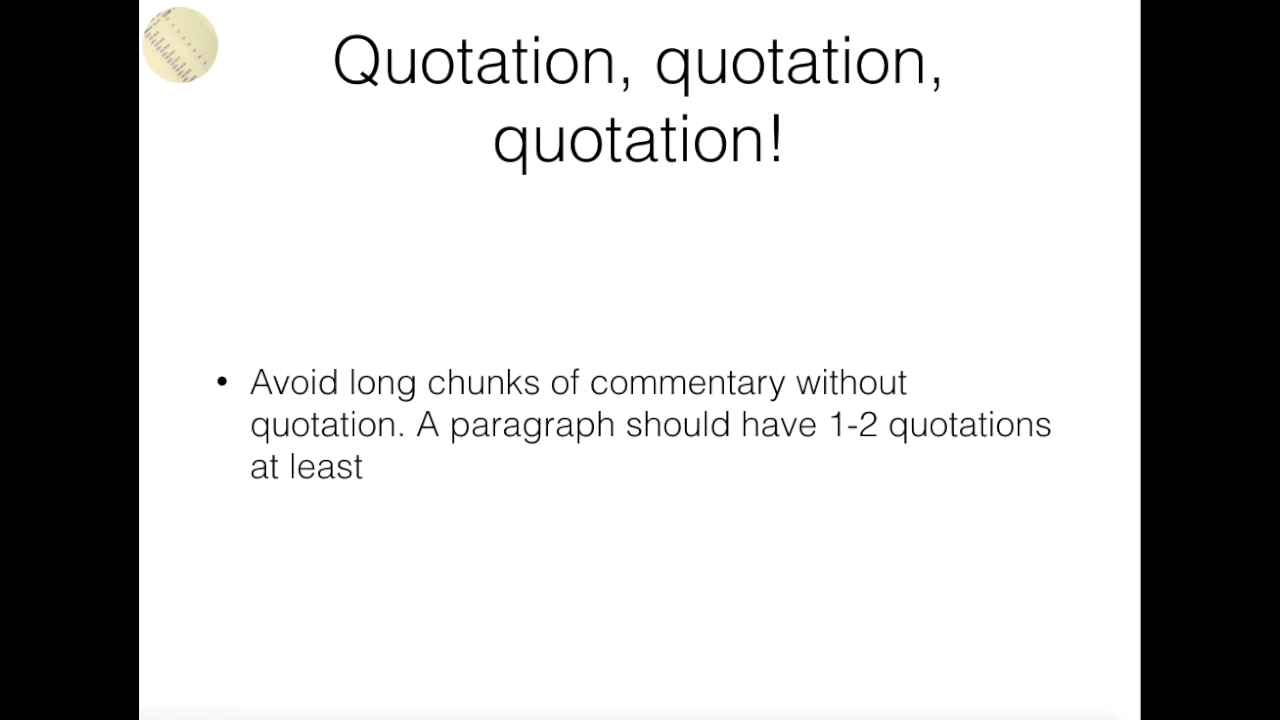 Quotation, quotation,
quotation!
• Avoid long chunks of commentary without
quotation. A paragraph should have 1-2 quotations
at least